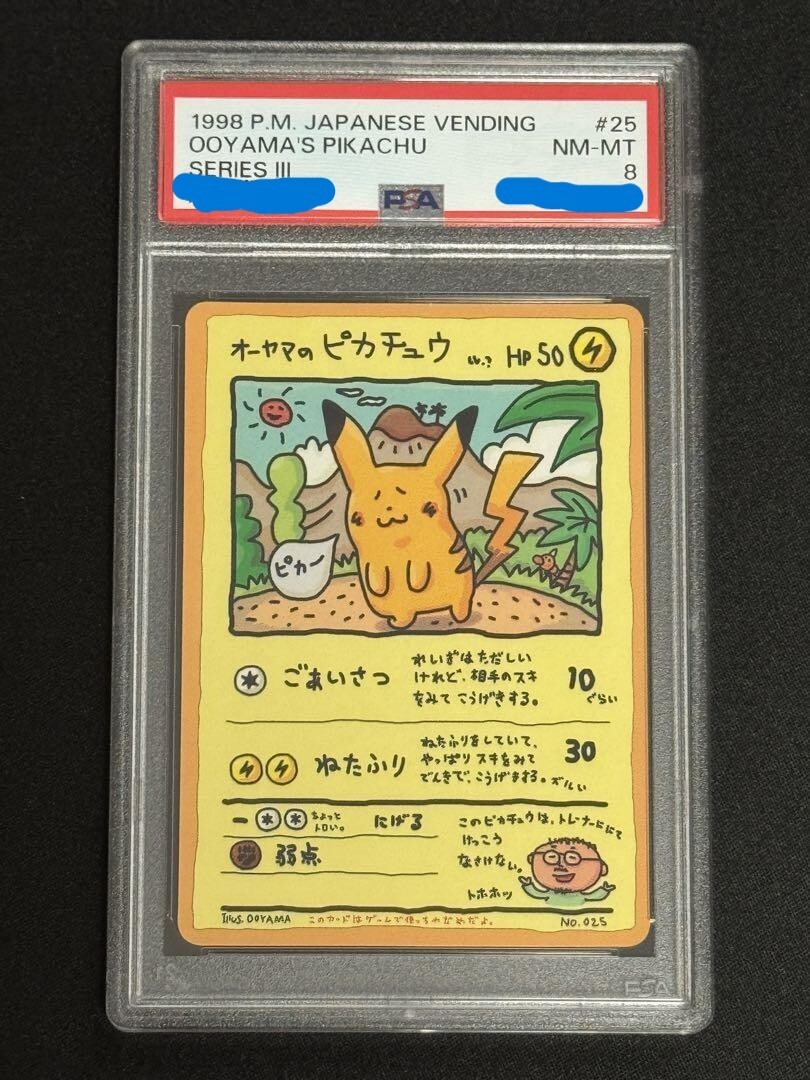 1998 P.M. JAPANESE VENDING #25
OOYAMA'S PIKACHU NM-MT
SERIES III 8
PSA
オーヤマの ピカチュウ LV.? HP50
ピカー
ごあいさつ
れいぎはただしい
けれど、相手のスキ
をみてこうげきする。
10
ぐらい
ねたふり
ねたふりをしていて、
やっぱりスキをみて
でんきで、こうげきする。
30
ズルい
ー
ちょっと
トロい。
にげる
弱点
このピカチュウは、トレーナーににて
けっこう
なさけない。
トホホッ
Illus. OOYAMA このカードはゲームで使っちゃだめだよ。 NO.025
PSA